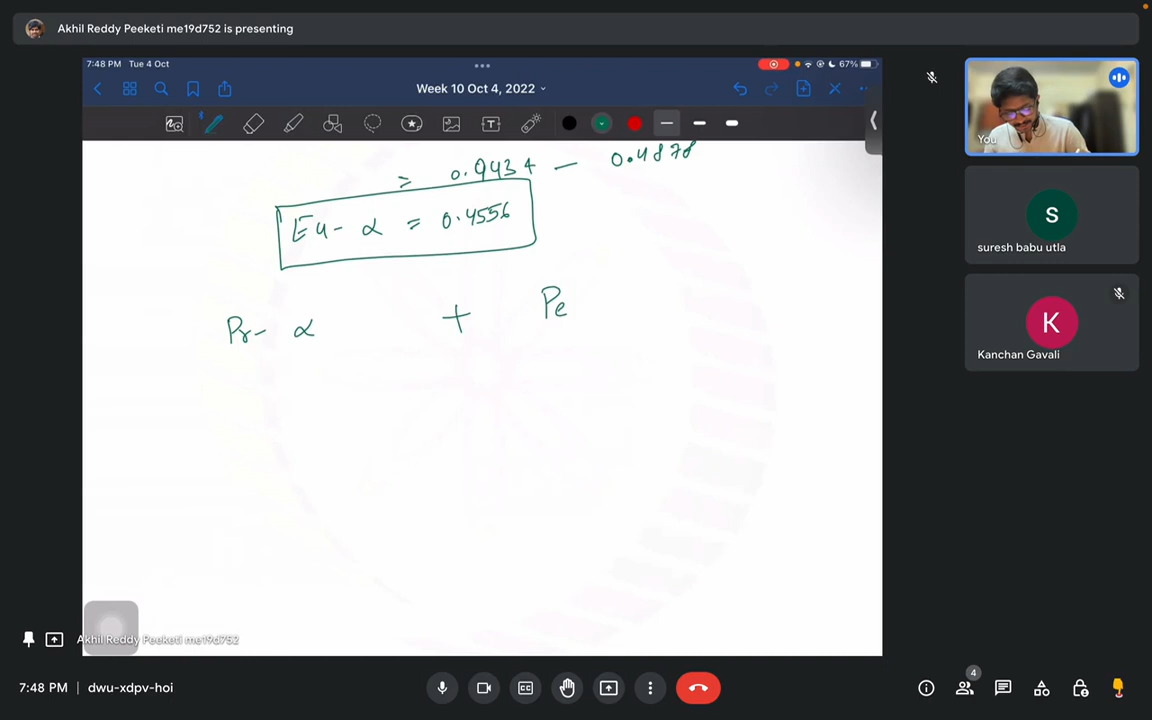 Akhil Reddy Peeketi me19d752 is presenting
7:48 PM Tue 4 Oct
67%
Week 10 Oct 4, 2022
T
= 0.9434 - 0.4878
Eu - α = 0.4556
Pr - α + Pe
You
S
suresh babu utla
K
Kanchan Gavali
Akhil Reddy Peeketi me19d752
7:48 PM | dwu-xdpv-hoi
CC
4